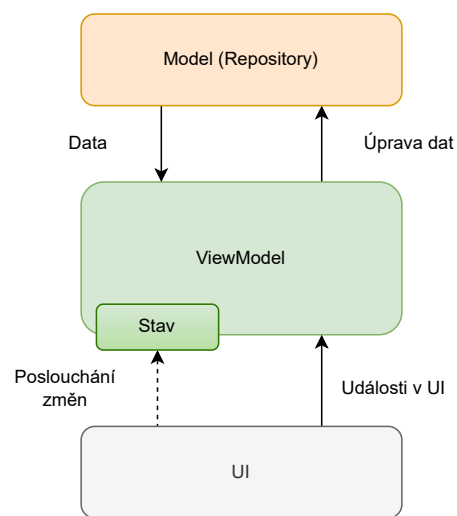 Model (Repository)
Data
Úprava dat
ViewModel
Stav
Poslouchání
změn
Události v UI
UI